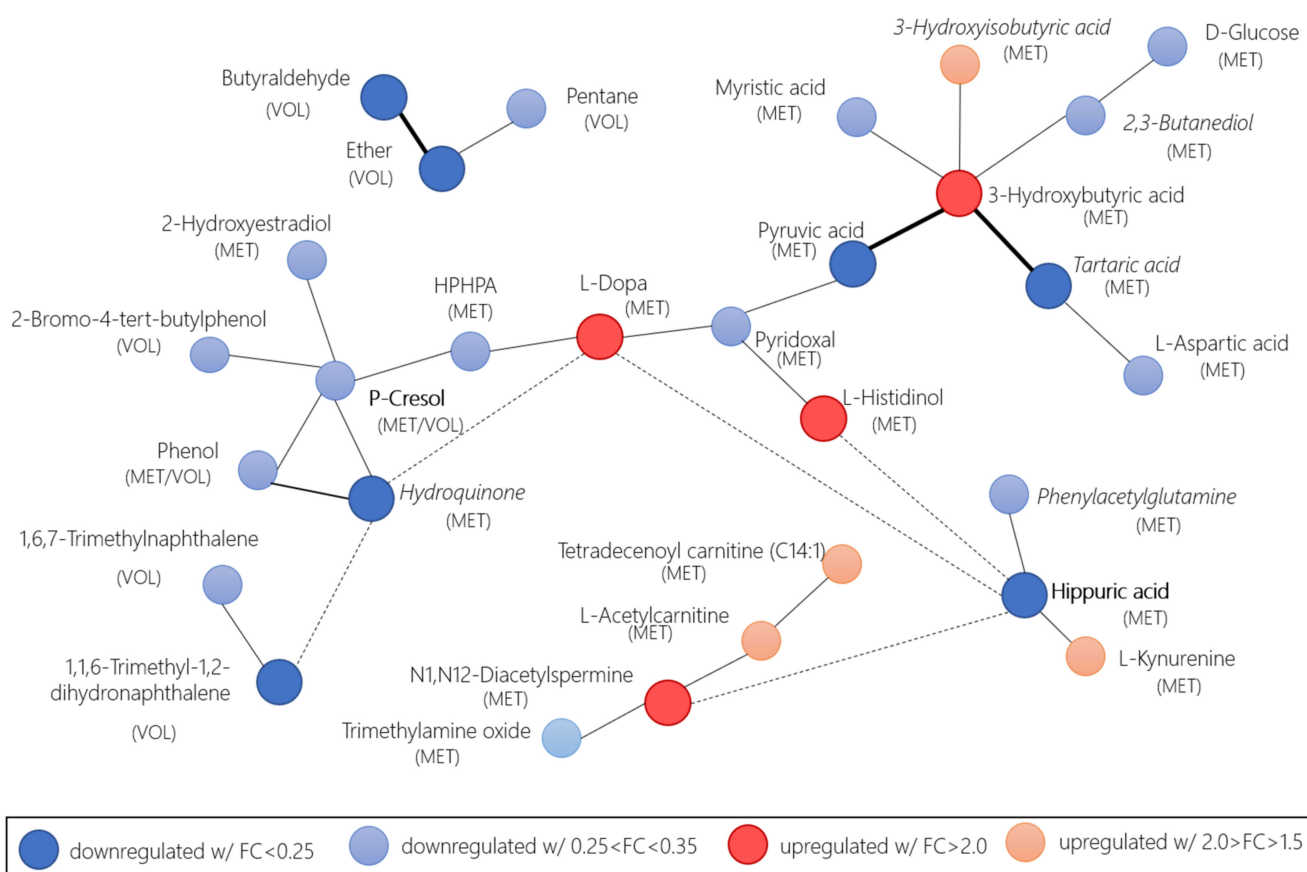 3-Hydroxyisobutyric acid
(MET)
D-Glucose
(MET)
Butyraldehyde
(VOL)
Pentane
(VOL)
Myristic acid
(MET)
2,3-Butanediol
(MET)
Ether
(VOL)
3-Hydroxybutyric acid
(MET)
2-Hydroxyestradiol
(MET)
Pyruvic acid
(MET)
Tartaric acid
(MET)
HPHPA
(MET)
L-Dopa
(MET)
2-Bromo-4-tert-butylphenol
(VOL)
Pyridoxal
(MET)
L-Aspartic acid
(MET)
P-Cresol
(MET/VOL)
L-Histidinol
(MET)
Phenol
(MET/VOL)
Hydroquinone
(MET)
Phenylacetylglutamine
(MET)
1,6,7-Trimethylnaphthalene
(VOL)
Tetradecenoyl carnitine (C14:1)
(MET)
Hippuric acid
(MET)
L-Acetylcarnitine
(MET)
L-Kynurenine
(MET)
1,1,6-Trimethyl-1,2-
dihydronaphthalene
(VOL)
N1,N12-Diacetylspermine
(MET)
Trimethylamine oxide
(MET)
downregulated w/ FC<0.25
downregulated w/ 0.25<FC<0.35
upregulated w/ FC>2.0
upregulated w/ 2.0>FC>1.5